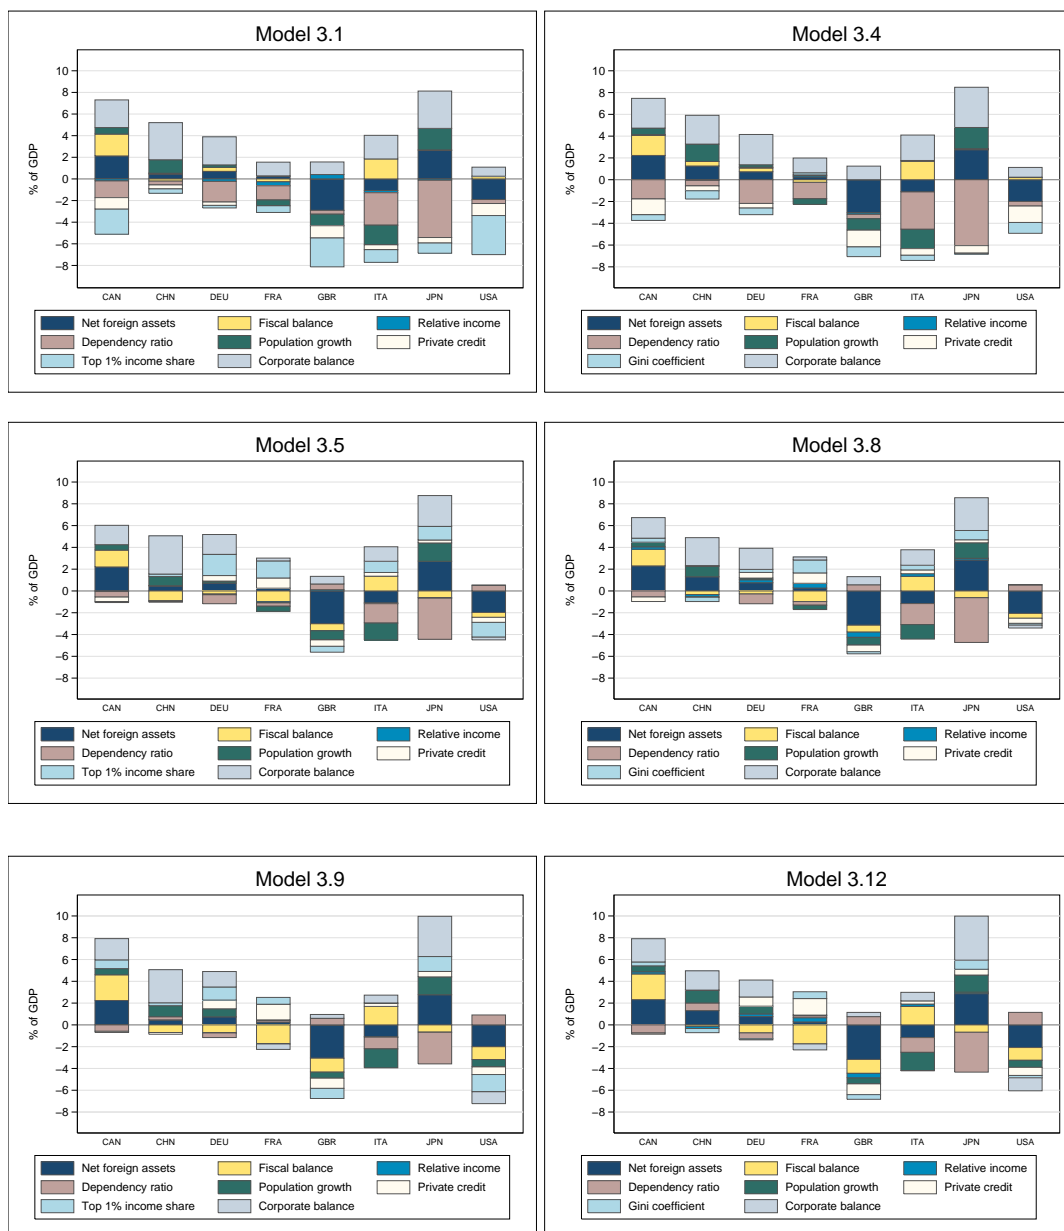 Model 3.1
% of GDP
10
8
6
4
2
0
−2
−4
−6
−8
CAN CHN DEU FRA GBR ITA JPN USA
Net foreign assets Fiscal balance Relative income
Dependency ratio Population growth Private credit
Top 1% income share Corporate balance
Model 3.4
% of GDP
10
8
6
4
2
0
−2
−4
−6
−8
CAN CHN DEU FRA GBR ITA JPN USA
Net foreign assets Fiscal balance Relative income
Dependency ratio Population growth Private credit
Gini coefficient Corporate balance
Model 3.5
% of GDP
10
8
6
4
2
0
−2
−4
−6
−8
CAN CHN DEU FRA GBR ITA JPN USA
Net foreign assets Fiscal balance Relative income
Dependency ratio Population growth Private credit
Top 1% income share Corporate balance
Model 3.8
% of GDP
10
8
6
4
2
0
−2
−4
−6
−8
CAN CHN DEU FRA GBR ITA JPN USA
Net foreign assets Fiscal balance Relative income
Dependency ratio Population growth Private credit
Gini coefficient Corporate balance
Model 3.9
% of GDP
10
8
6
4
2
0
−2
−4
−6
−8
CAN CHN DEU FRA GBR ITA JPN USA
Net foreign assets Fiscal balance Relative income
Dependency ratio Population growth Private credit
Top 1% income share Corporate balance
Model 3.12
% of GDP
10
8
6
4
2
0
−2
−4
−6
−8
CAN CHN DEU FRA GBR ITA JPN USA
Net foreign assets Fiscal balance Relative income
Dependency ratio Population growth Private credit
Gini coefficient Corporate balance